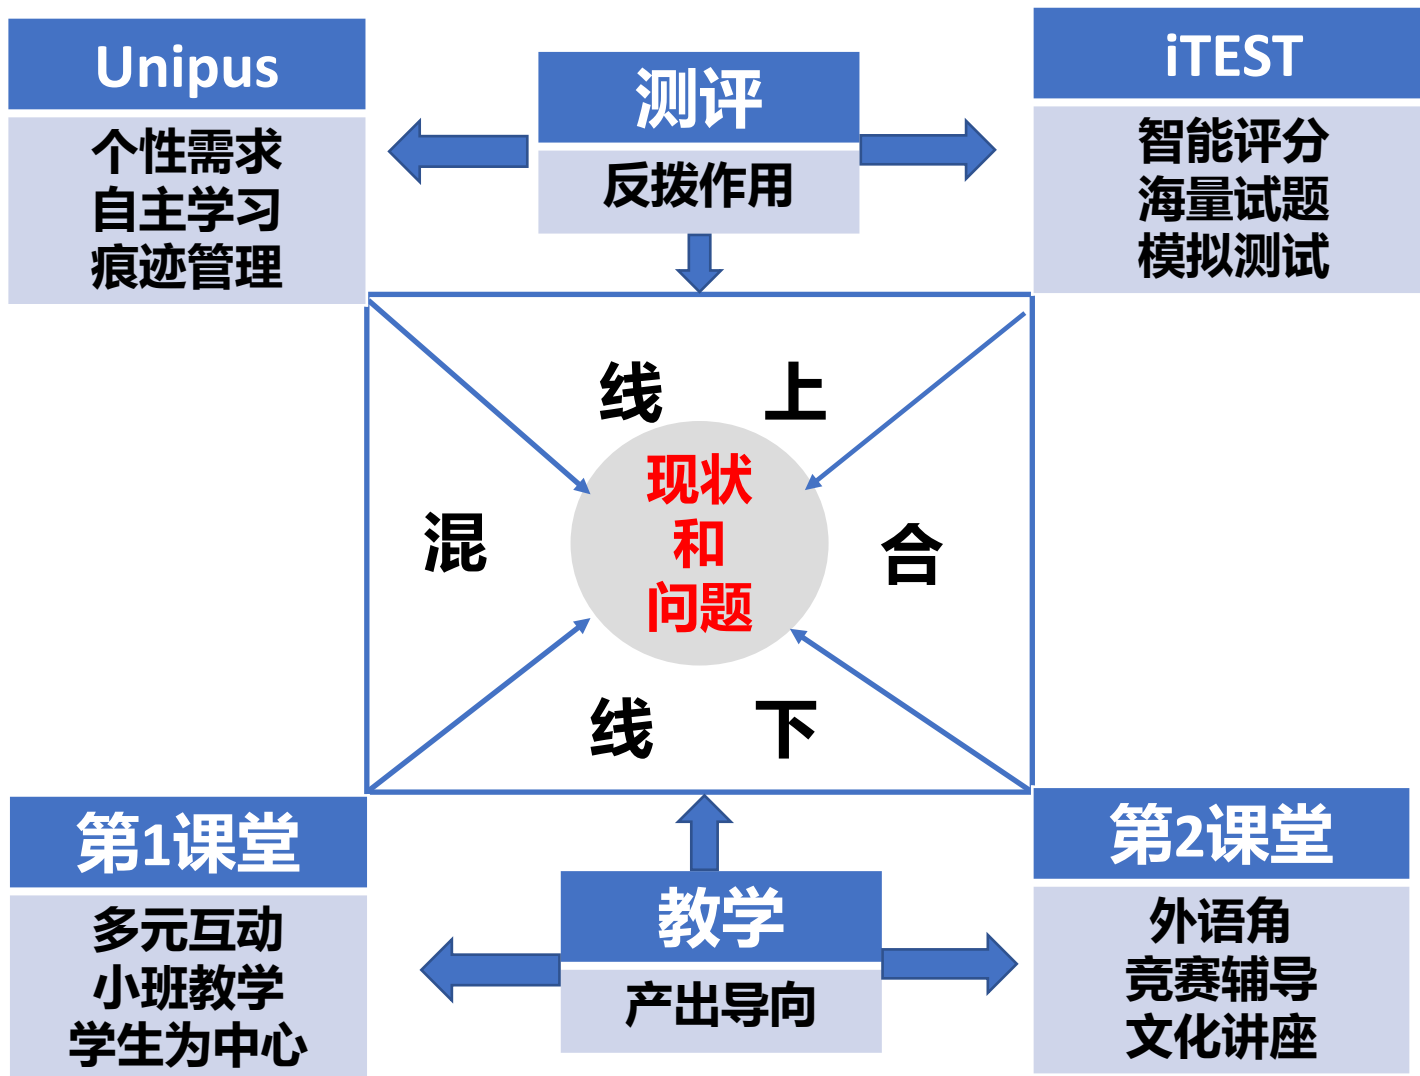 Unipus
个性需求
自主学习
痕迹管理
测评
反拨作用
iTEST
智能评分
海量试题
模拟测试
线 上
混
现状
和
问题
合
线 下
第1课堂
多元互动
小班教学
学生为中心
教学
产出导向
第2课堂
外语角
竞赛辅导
文化讲座